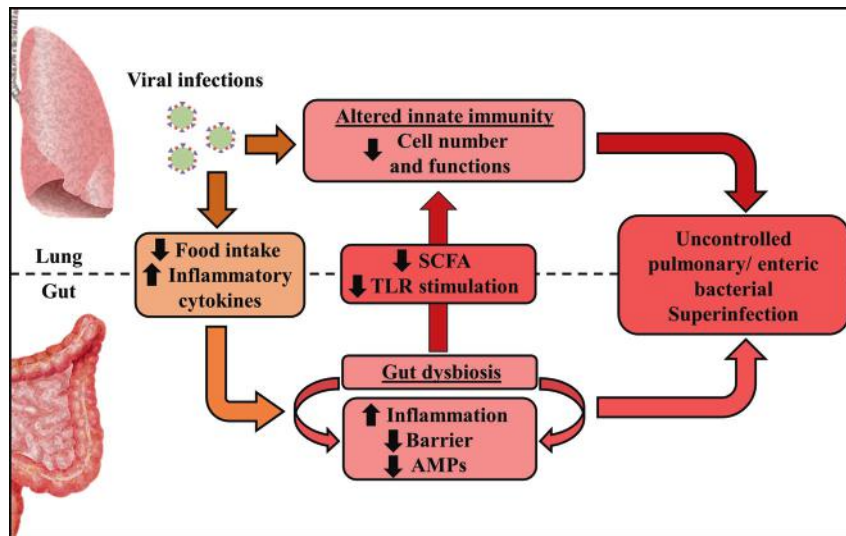 Viral infections
Altered innate immunity
Cell number
and functions
Food intake
Inflammatory
cytokines
Lung
Gut
SCFA
TLR stimulation
Uncontrolled
pulmonary/ enteric
bacterial
Superinfection
Gut dysbiosis
Inflammation
Barrier
AMPs